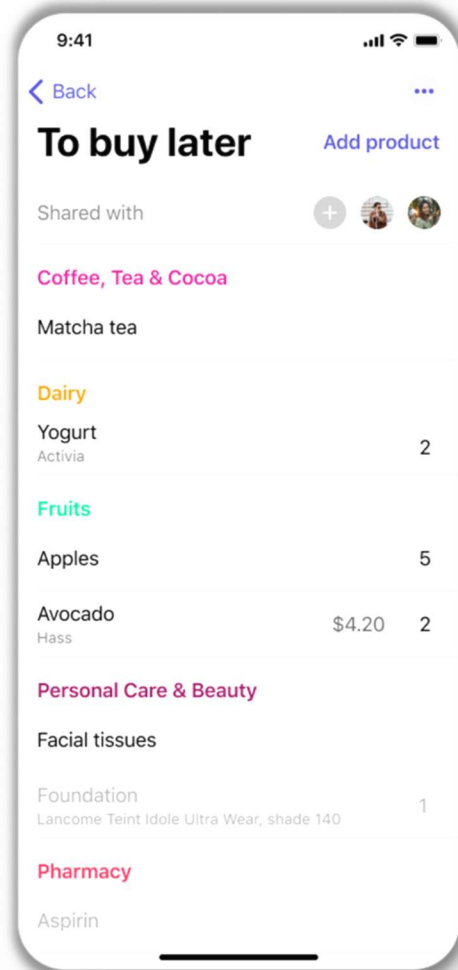 9:41
Back
To buy later
Add product
Shared with
Coffee, Tea & Cocoa
Matcha tea
Dairy
Yogurt
2
Activia
Fruits
Apples 5
Avocado
$4.20 2
Hass
Personal Care & Beauty
Facial tissues
Foundation
1
Lancome Teint Idole Ultra Wear, shade 140
Pharmacy
Aspirin